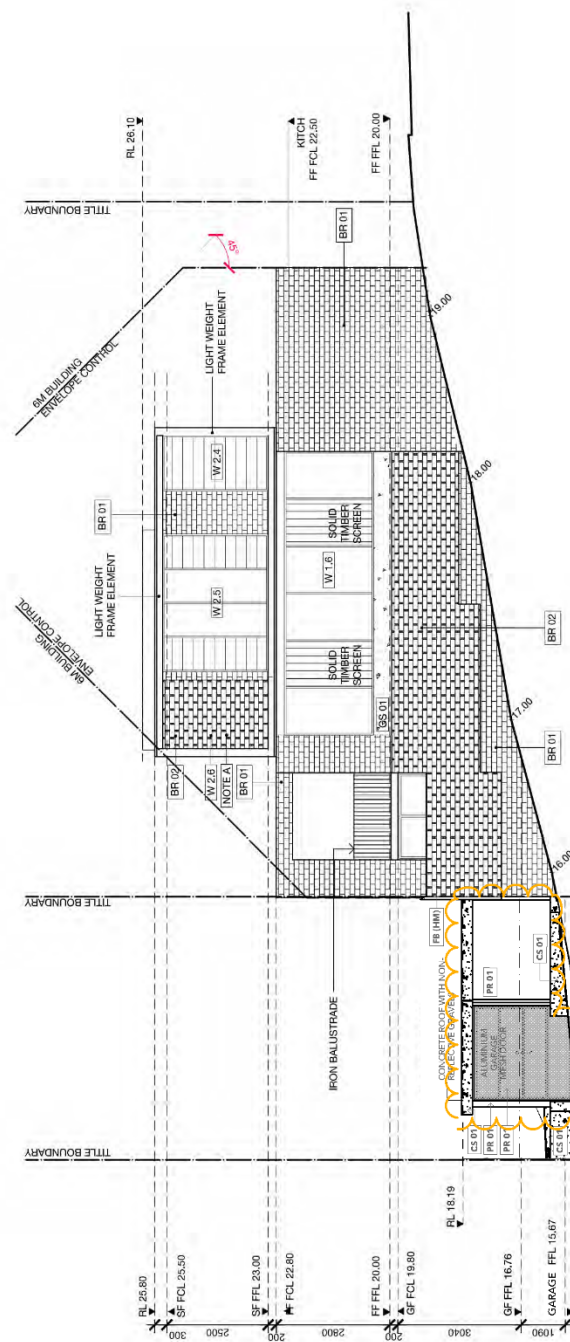 RL 26.10
KITCH
FF FCL 22.50
FF FFL 20.00
TITLE BOUNDARY
45°
BR 01
19.00
6M BUILDING
ENVELOPE CONTROL
LIGHT WEIGHT
FRAME ELEMENT
W 2.4
BR 01
LIGHT WEIGHT
FRAME ELEMENT
W 2.5
SOLID
TIMBER
SCREEN
W 1.6
SOLID
TIMBER
SCREEN
18.00
6M BUILDING
ENVELOPE CONTROL
BR 02
W 2.6
NOTE A
BR 01
GS 01
BR 02
17.00
BR 01
16.00
TITLE BOUNDARY
IRON BALUSTRADE
FB (HM)
CONCRETE ROOF WITH NON-
REFLECTIVE GRAVEL
PR 01
CS 01
ALUMINIUM
GARAGE
MESH DOOR
CS 01
PR 01
PR 01
CS 01
TITLE BOUNDARY
RL 18.19
RL 25.80
SF FCL 25.50
SF FFL 23.00
FF FCL 22.80
FF FFL 20.00
GF FCL 19.80
GF FFL 16.76
GARAGE FFL 15.67
300
2500
200
2800
200
3040
1090